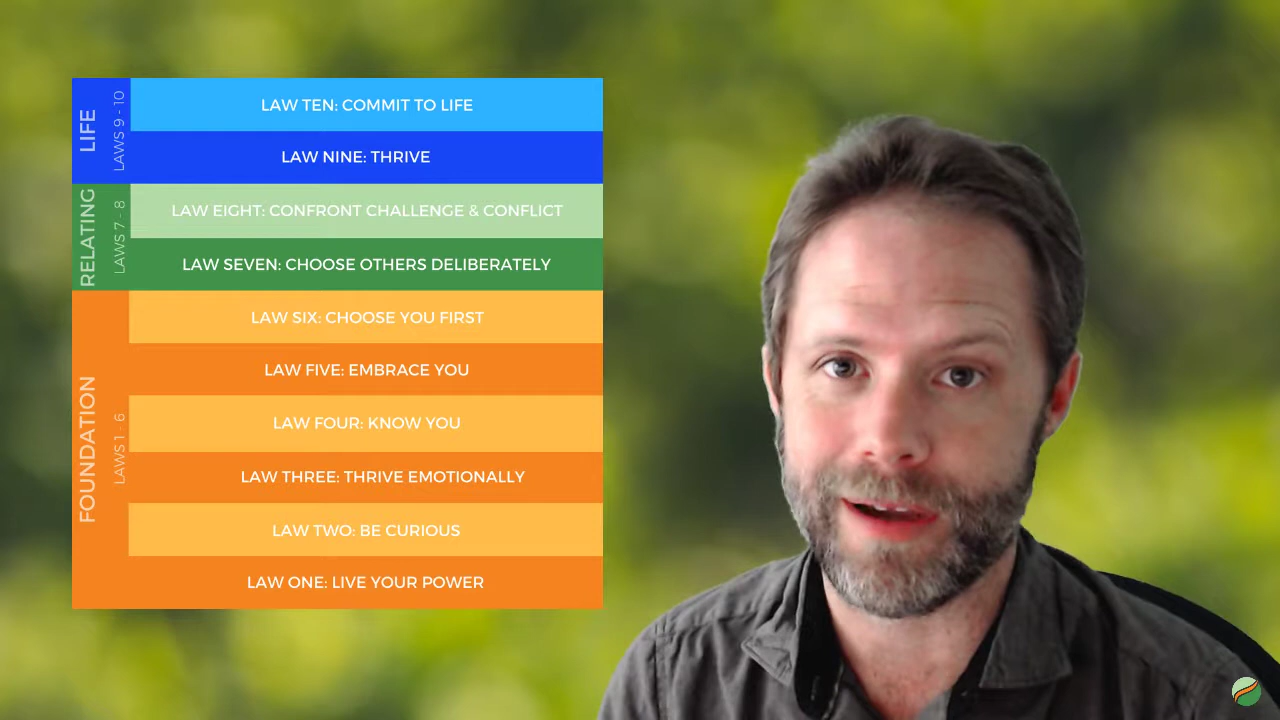 LIFE
LAWS 9 - 10
LAW TEN: COMMIT TO LIFE
LAW NINE: THRIVE
RELATING
LAWS 7 - 8
LAW EIGHT: CONFRONT CHALLENGE & CONFLICT
LAW SEVEN: CHOOSE OTHERS DELIBERATELY
FOUNDATION
LAWS 1 - 6
LAW SIX: CHOOSE YOU FIRST
LAW FIVE: EMBRACE YOU
LAW FOUR: KNOW YOU
LAW THREE: THRIVE EMOTIONALLY
LAW TWO: BE CURIOUS
LAW ONE: LIVE YOUR POWER